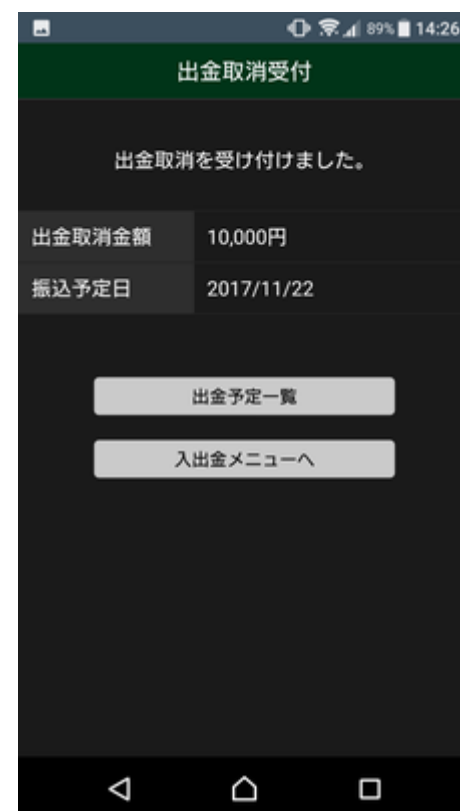 89% 14:26
出金取消受付
出金取消を受け付けました。
出金取消金額 10,000円
振込予定日 2017/11/22
出金予定一覧
入出金メニューへ